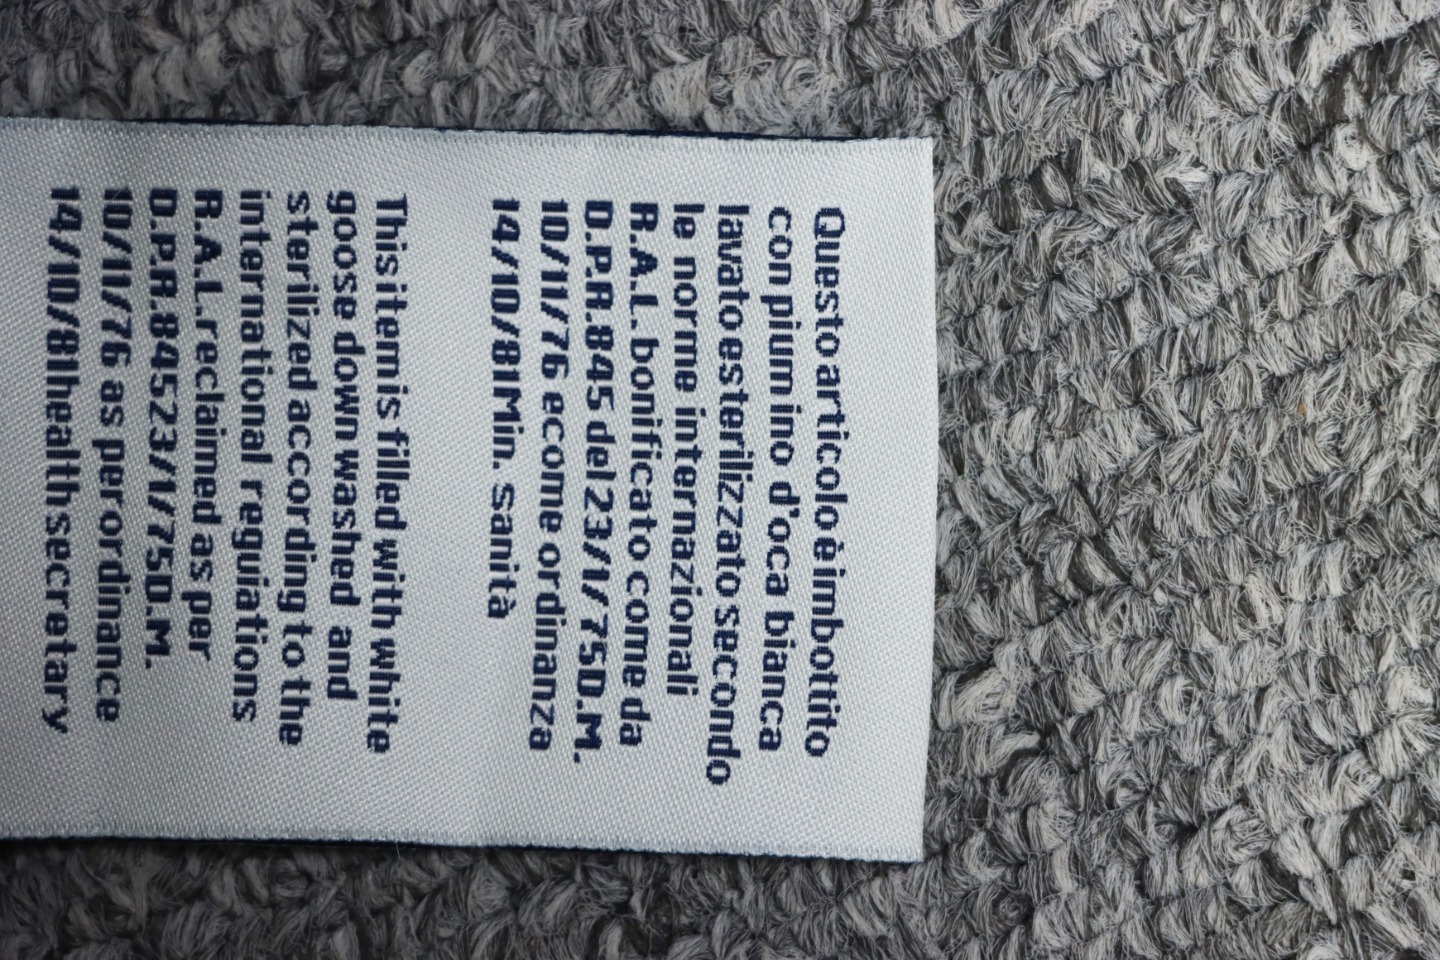 Questo articolo è imbottito
con piumino d'oca bianca
lavato e sterilizzato secondo
le norme internazionali
R.A.L. bonificato come da
D.P.R. 845 del 23/1/75 D.M.
10/11/76 e come ordinanza
14/10/81 Min. sanità
This item is filled with white
goose down washed and
sterilized according to the
international reguiations
R.A.L. reclaimed as per
D.P.R. 845 23/1/75 D.M.
10/11/76 as per ordinance
14/10/81 health secretary